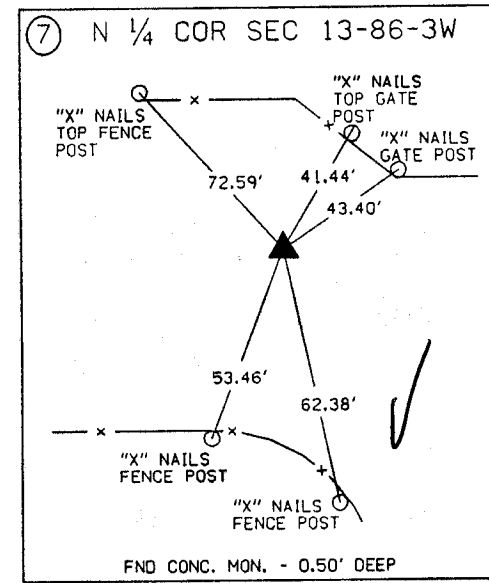 7 N 1/4 COR SEC 13-86-3W
"X" NAILS
TOP FENCE
POST
"X" NAILS
TOP GATE
POST
"X" NAILS
GATE POST
72.59'
41.44'
43.40'
53.46'
62.38'
"X" NAILS
FENCE POST
"X" NAILS
FENCE POST
FND CONC. MON. - 0.50' DEEP